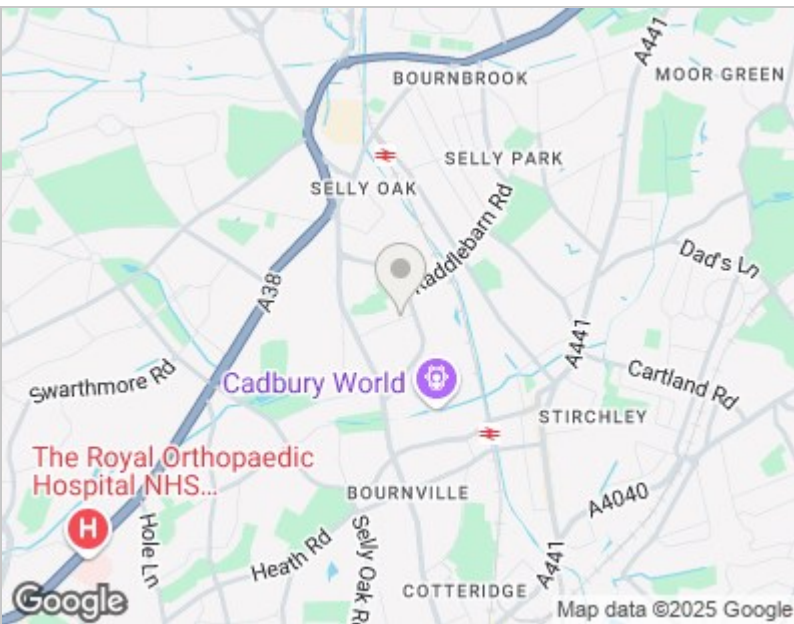 A441
BOURNBROOK
MOOR GREEN
SELLY PARK
SELLY OAK
Raddlebarn Rd
Dad's Ln
A38
A441
Swarthmore Rd
Cadbury World
Cartland Rd
STIRCHLEY
The Royal Orthopaedic
Hospital NHS...
H
BOURNVILLE
A4040
Hole Ln
Selly Oak R
Heath Rd
A441
COTTERIDGE
Google
Map data ©2025 Google